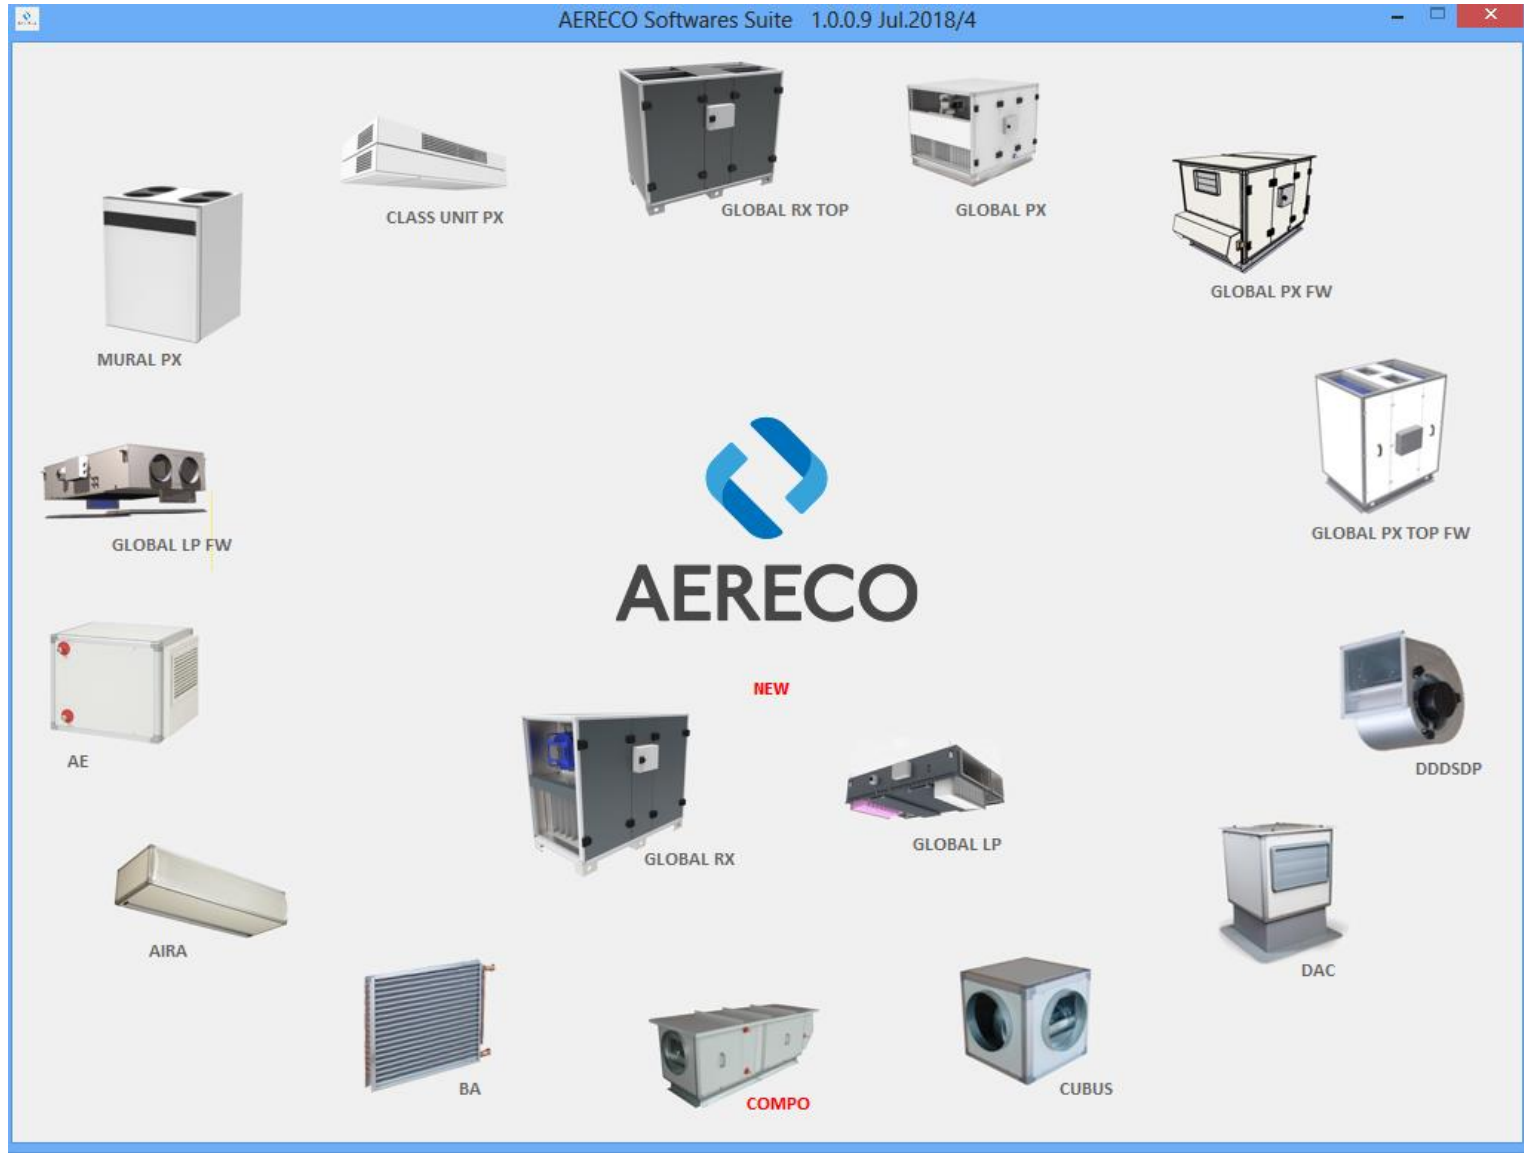 AERECO Softwares Suite 1.0.0.9 Jul.2018/4
GLOBAL RX TOP
GLOBAL PX
CLASS UNIT PX
GLOBAL PX FW
MURAL PX
GLOBAL PX TOP FW
GLOBAL LP FW
AERECO
NEW
AE
DDDSDP
GLOBAL LP
GLOBAL RX
AIRA
DAC
BA
CUBUS
COMPO